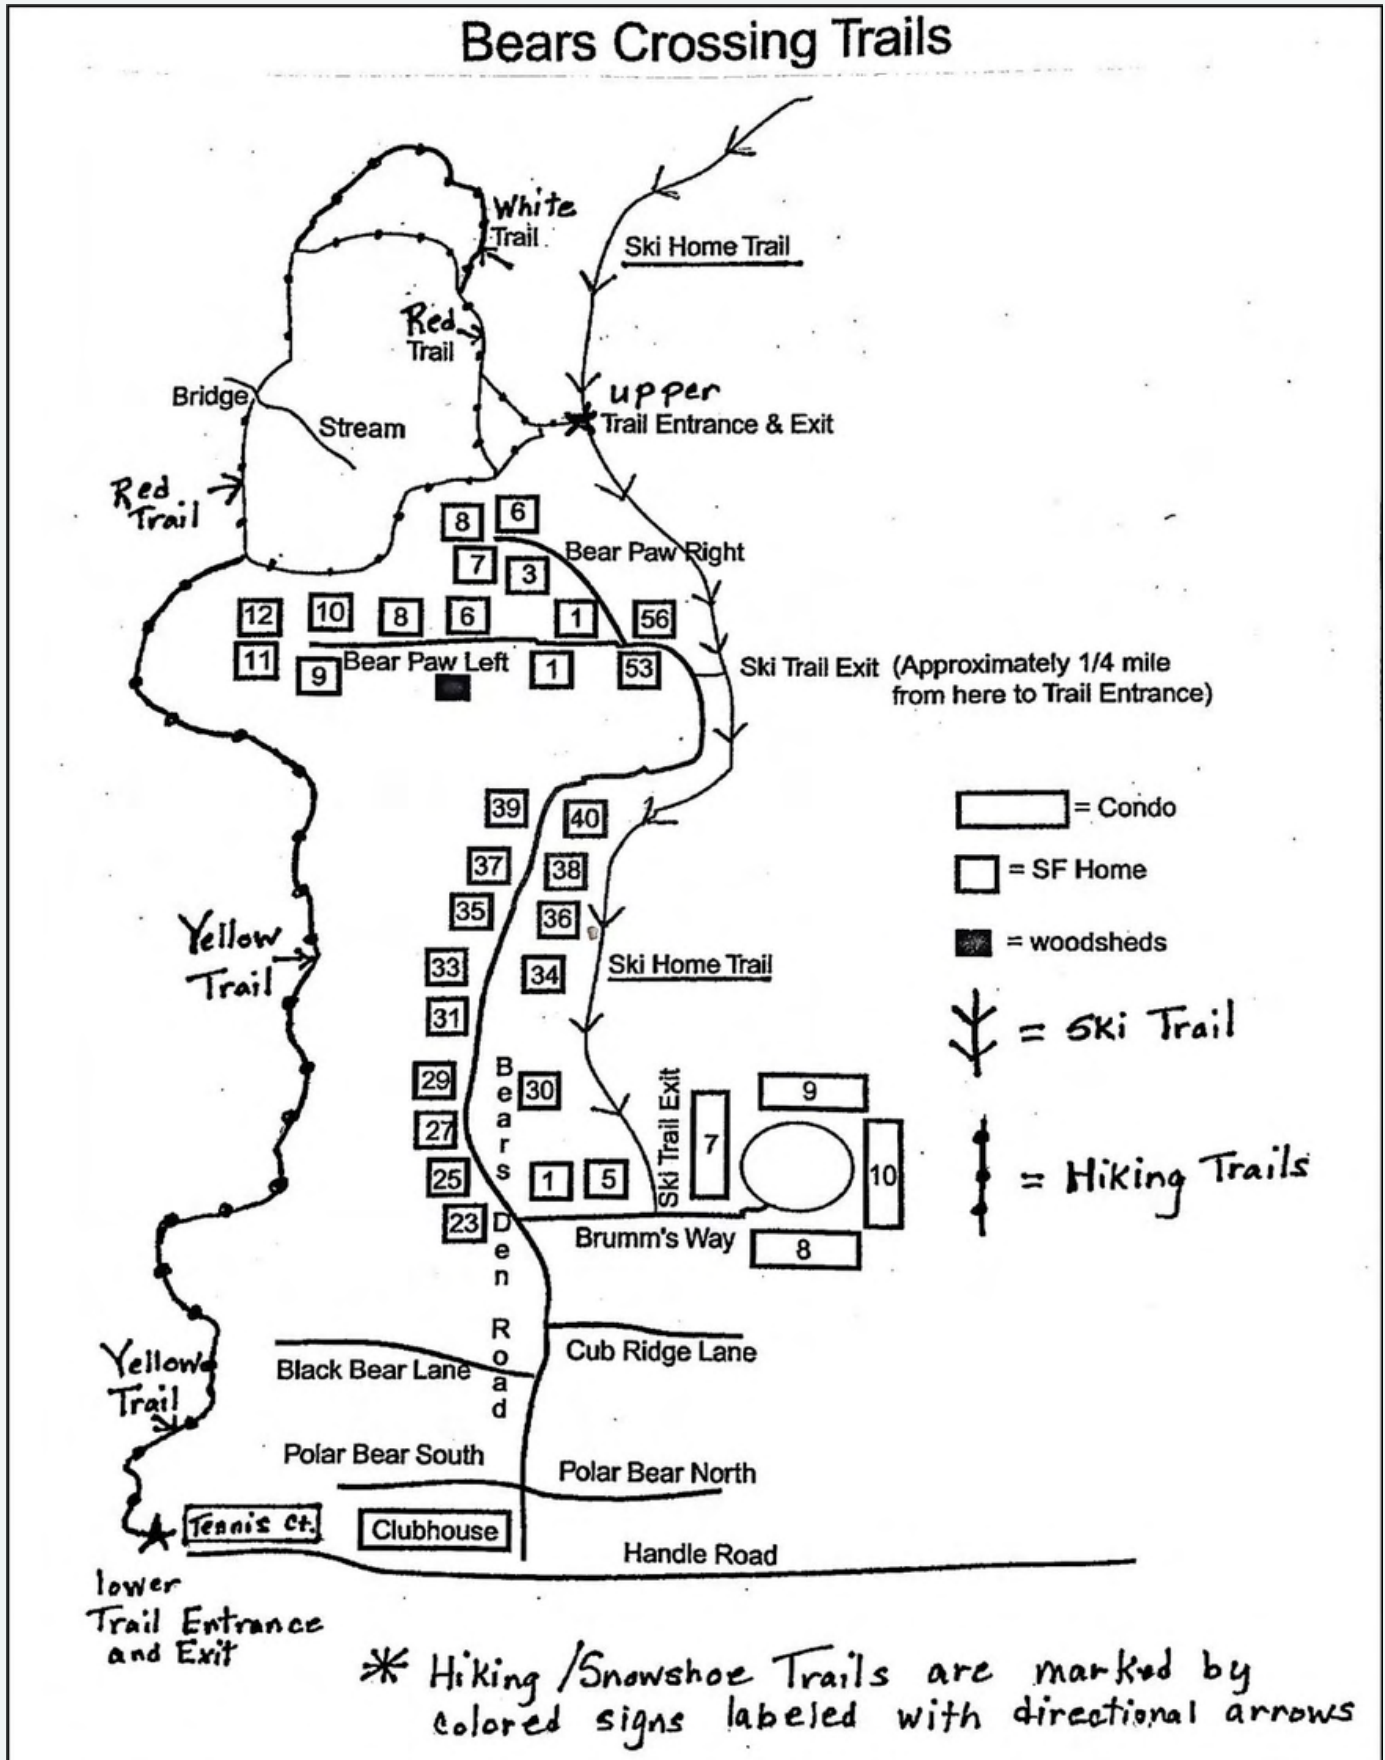 Bears Crossing Trails
White
Trail
Ski Home Trail
Red
Trail
Bridge
Stream
upper
Trail Entrance & Exit
Red
Trail
8
6
Bear Paw Right
7
3
12
10
8
6
1
56
11
9
Bear Paw Left
1
53
Ski Trail Exit (Approximately 1/4 mile
from here to Trail Entrance)
39
40
= Condo
37
38
= SF Home
35
36
= woodsheds
Yellow
Trail
33
34
Ski Home Trail
31
= Ski Trail
29
30
Bears Den Road
Ski Trail Exit
9
7
27
25
1
5
10
= Hiking Trails
23
Brumm's Way
8
Cub Ridge Lane
Black Bear Lane
Yellow
Trail
Polar Bear South
Polar Bear North
Tennis Ct.
Clubhouse
Handle Road
lower
Trail Entrance
and Exit
* Hiking/Snowshoe Trails are marked by
colored signs labeled with directional arrows